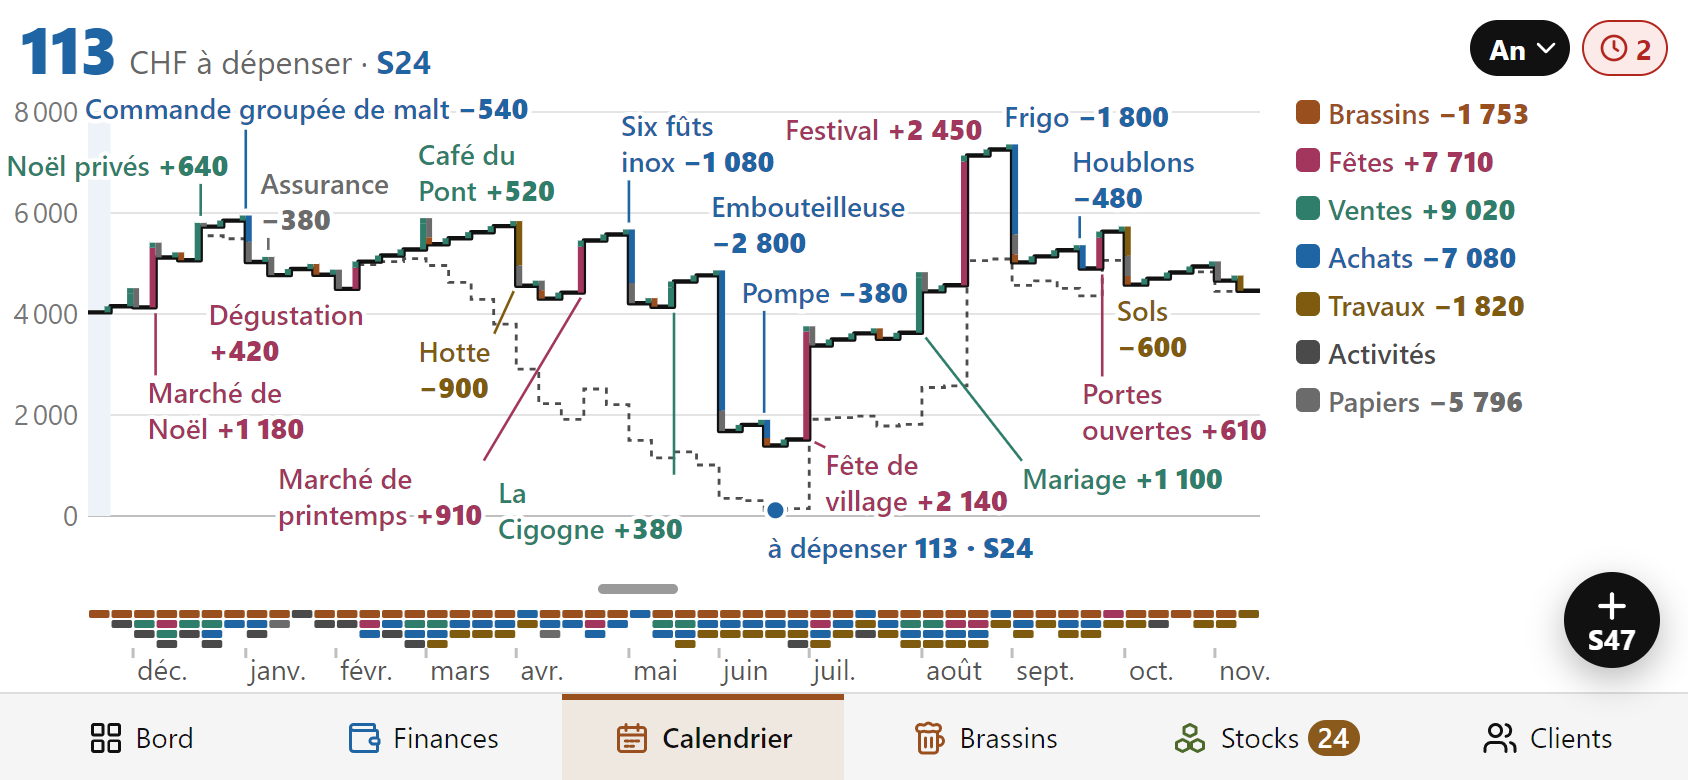 113 CHF à dépenser · S24
An
2
8 000
Commande groupée de malt −540
Noël privés +640
Assurance
−380
Café du
Pont +520
Six fûts
inox −1 080
Festival +2 450
Frigo −1 800
Houblons
−480
Embouteilleuse
−2 800
6 000
Pompe −380
4 000
Dégustation
+420
Hotte
−900
Sols
−600
Marché de
Noël +1 180
2 000
Portes
ouvertes +610
Marché de
printemps +910
La
Cigogne +380
Fête de
village +2 140
Mariage +1 100
0
à dépenser 113 · S24
Brassins −1 753
Fêtes +7 710
Ventes +9 020
Achats −7 080
Travaux −1 820
Activités
Papiers −5 796
+
S47
déc. janv. févr. mars avr. mai juin juil. août sept. oct. nov.
Bord
Finances
Calendrier
Brassins
Stocks 24
Clients